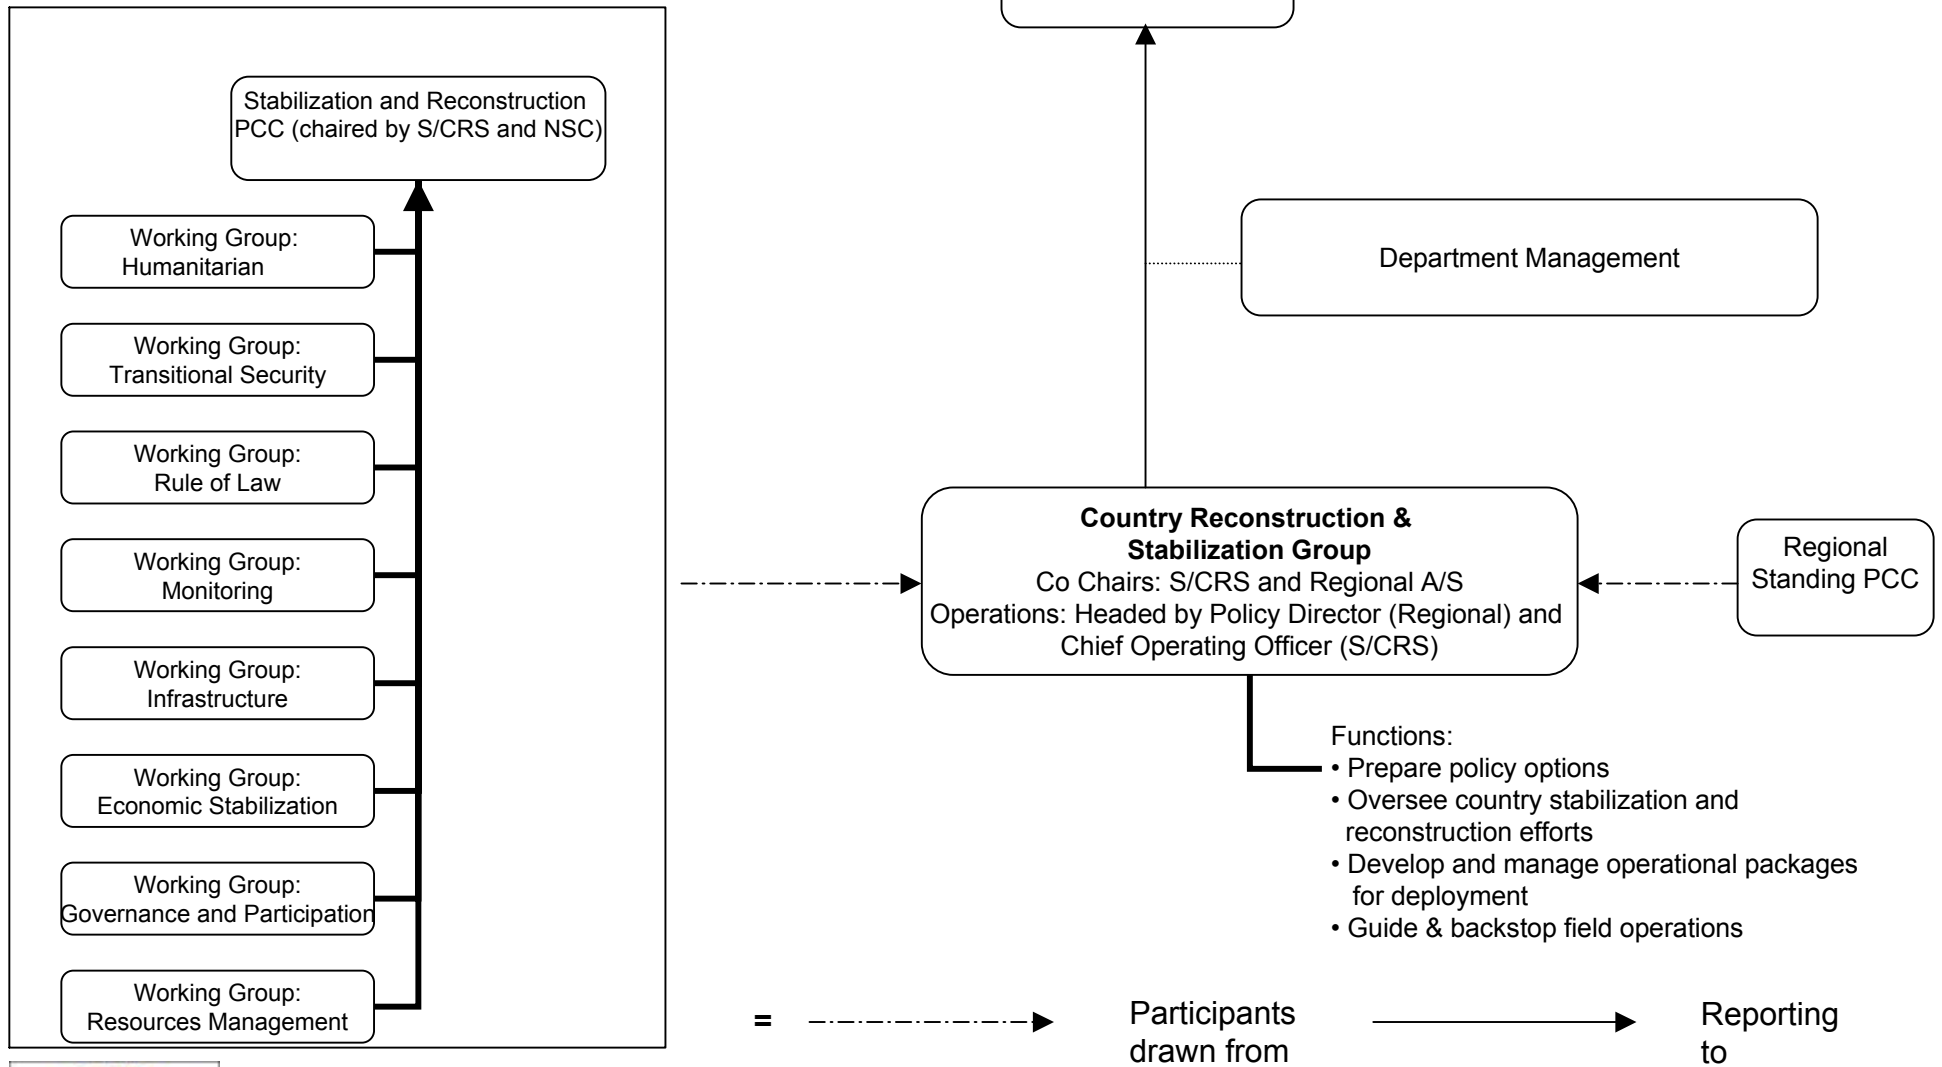 Stabilization and Reconstruction
PCC (chaired by S/CRS and NSC)
Working Group:
Humanitarian
Working Group:
Transitional Security
Working Group:
Rule of Law
Working Group:
Monitoring
Working Group:
Infrastructure
Working Group:
Economic Stabilization
Working Group:
Governance and Participation
Working Group:
Resources Management
Department Management
Country Reconstruction &
Stabilization Group
Co Chairs: S/CRS and Regional A/S
Operations: Headed by Policy Director (Regional) and
Chief Operating Officer (S/CRS)
Regional
Standing PCC
Functions:
• Prepare policy options
• Oversee country stabilization and
reconstruction efforts
• Develop and manage operational packages
for deployment
• Guide & backstop field operations
=
Participants
drawn from
Reporting
to